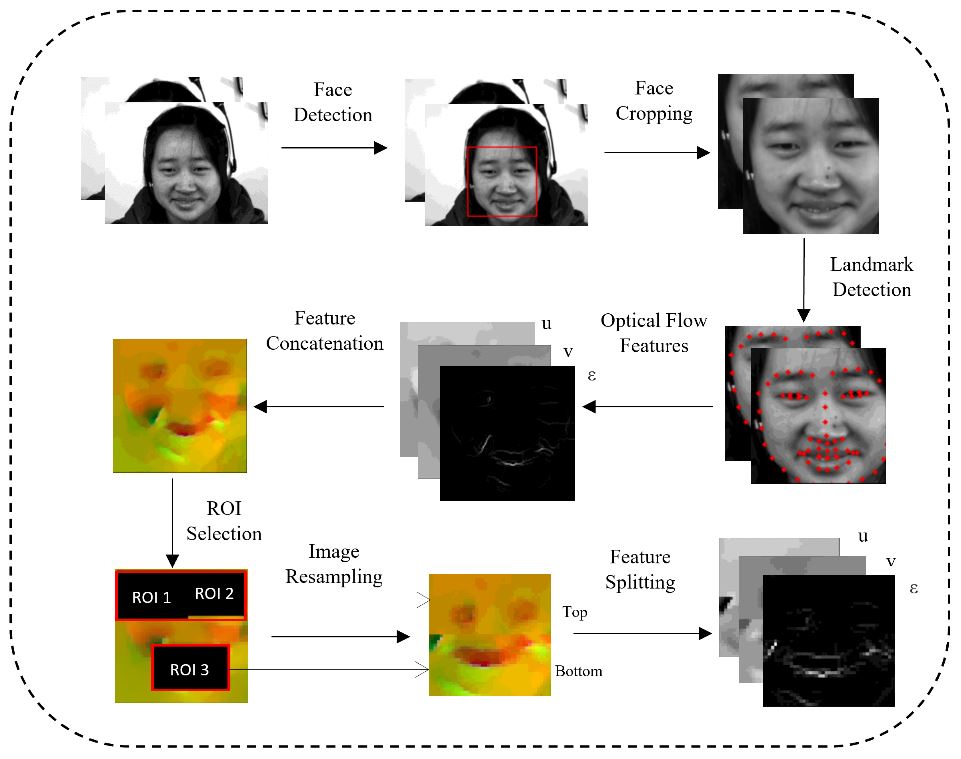 Face
Detection
Face
Cropping
Landmark
Detection
Optical Flow
Features
u
v
ε
Feature
Concatenation
ROI
Selection
ROI 1
ROI 2
ROI 3
Image
Resampling
Top
Bottom
Feature
Splitting
u
v
ε